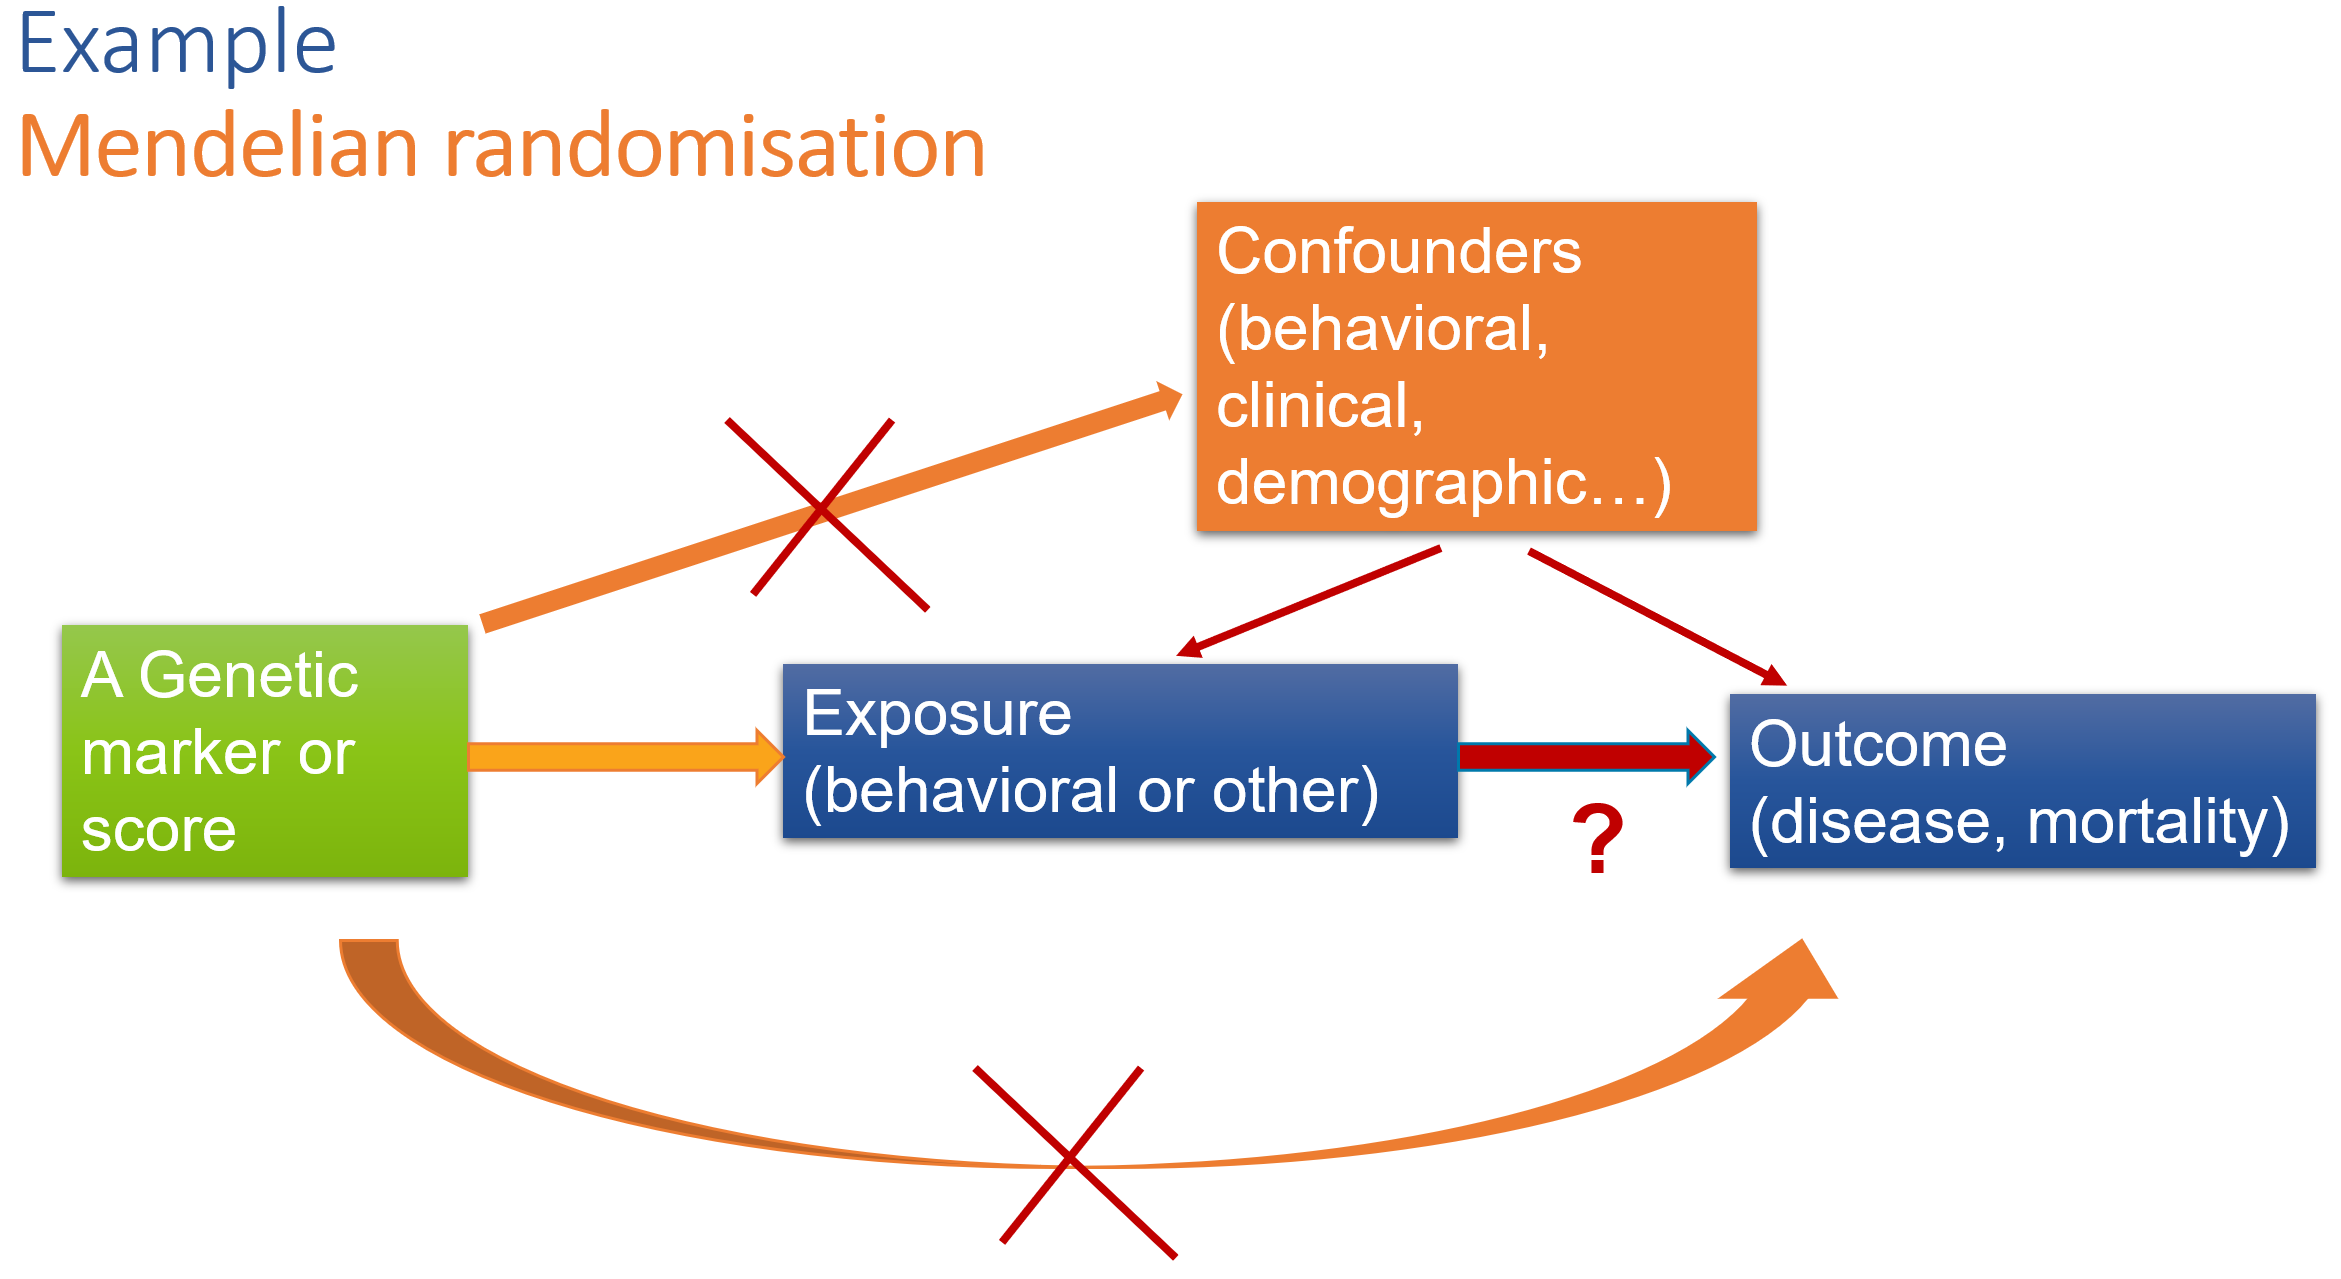 Example
Mendelian randomisation
Confounders
(behavioral,
clinical,
demographic…)
A Genetic
marker or
score
Exposure
(behavioral or other)
?
Outcome
(disease, mortality)